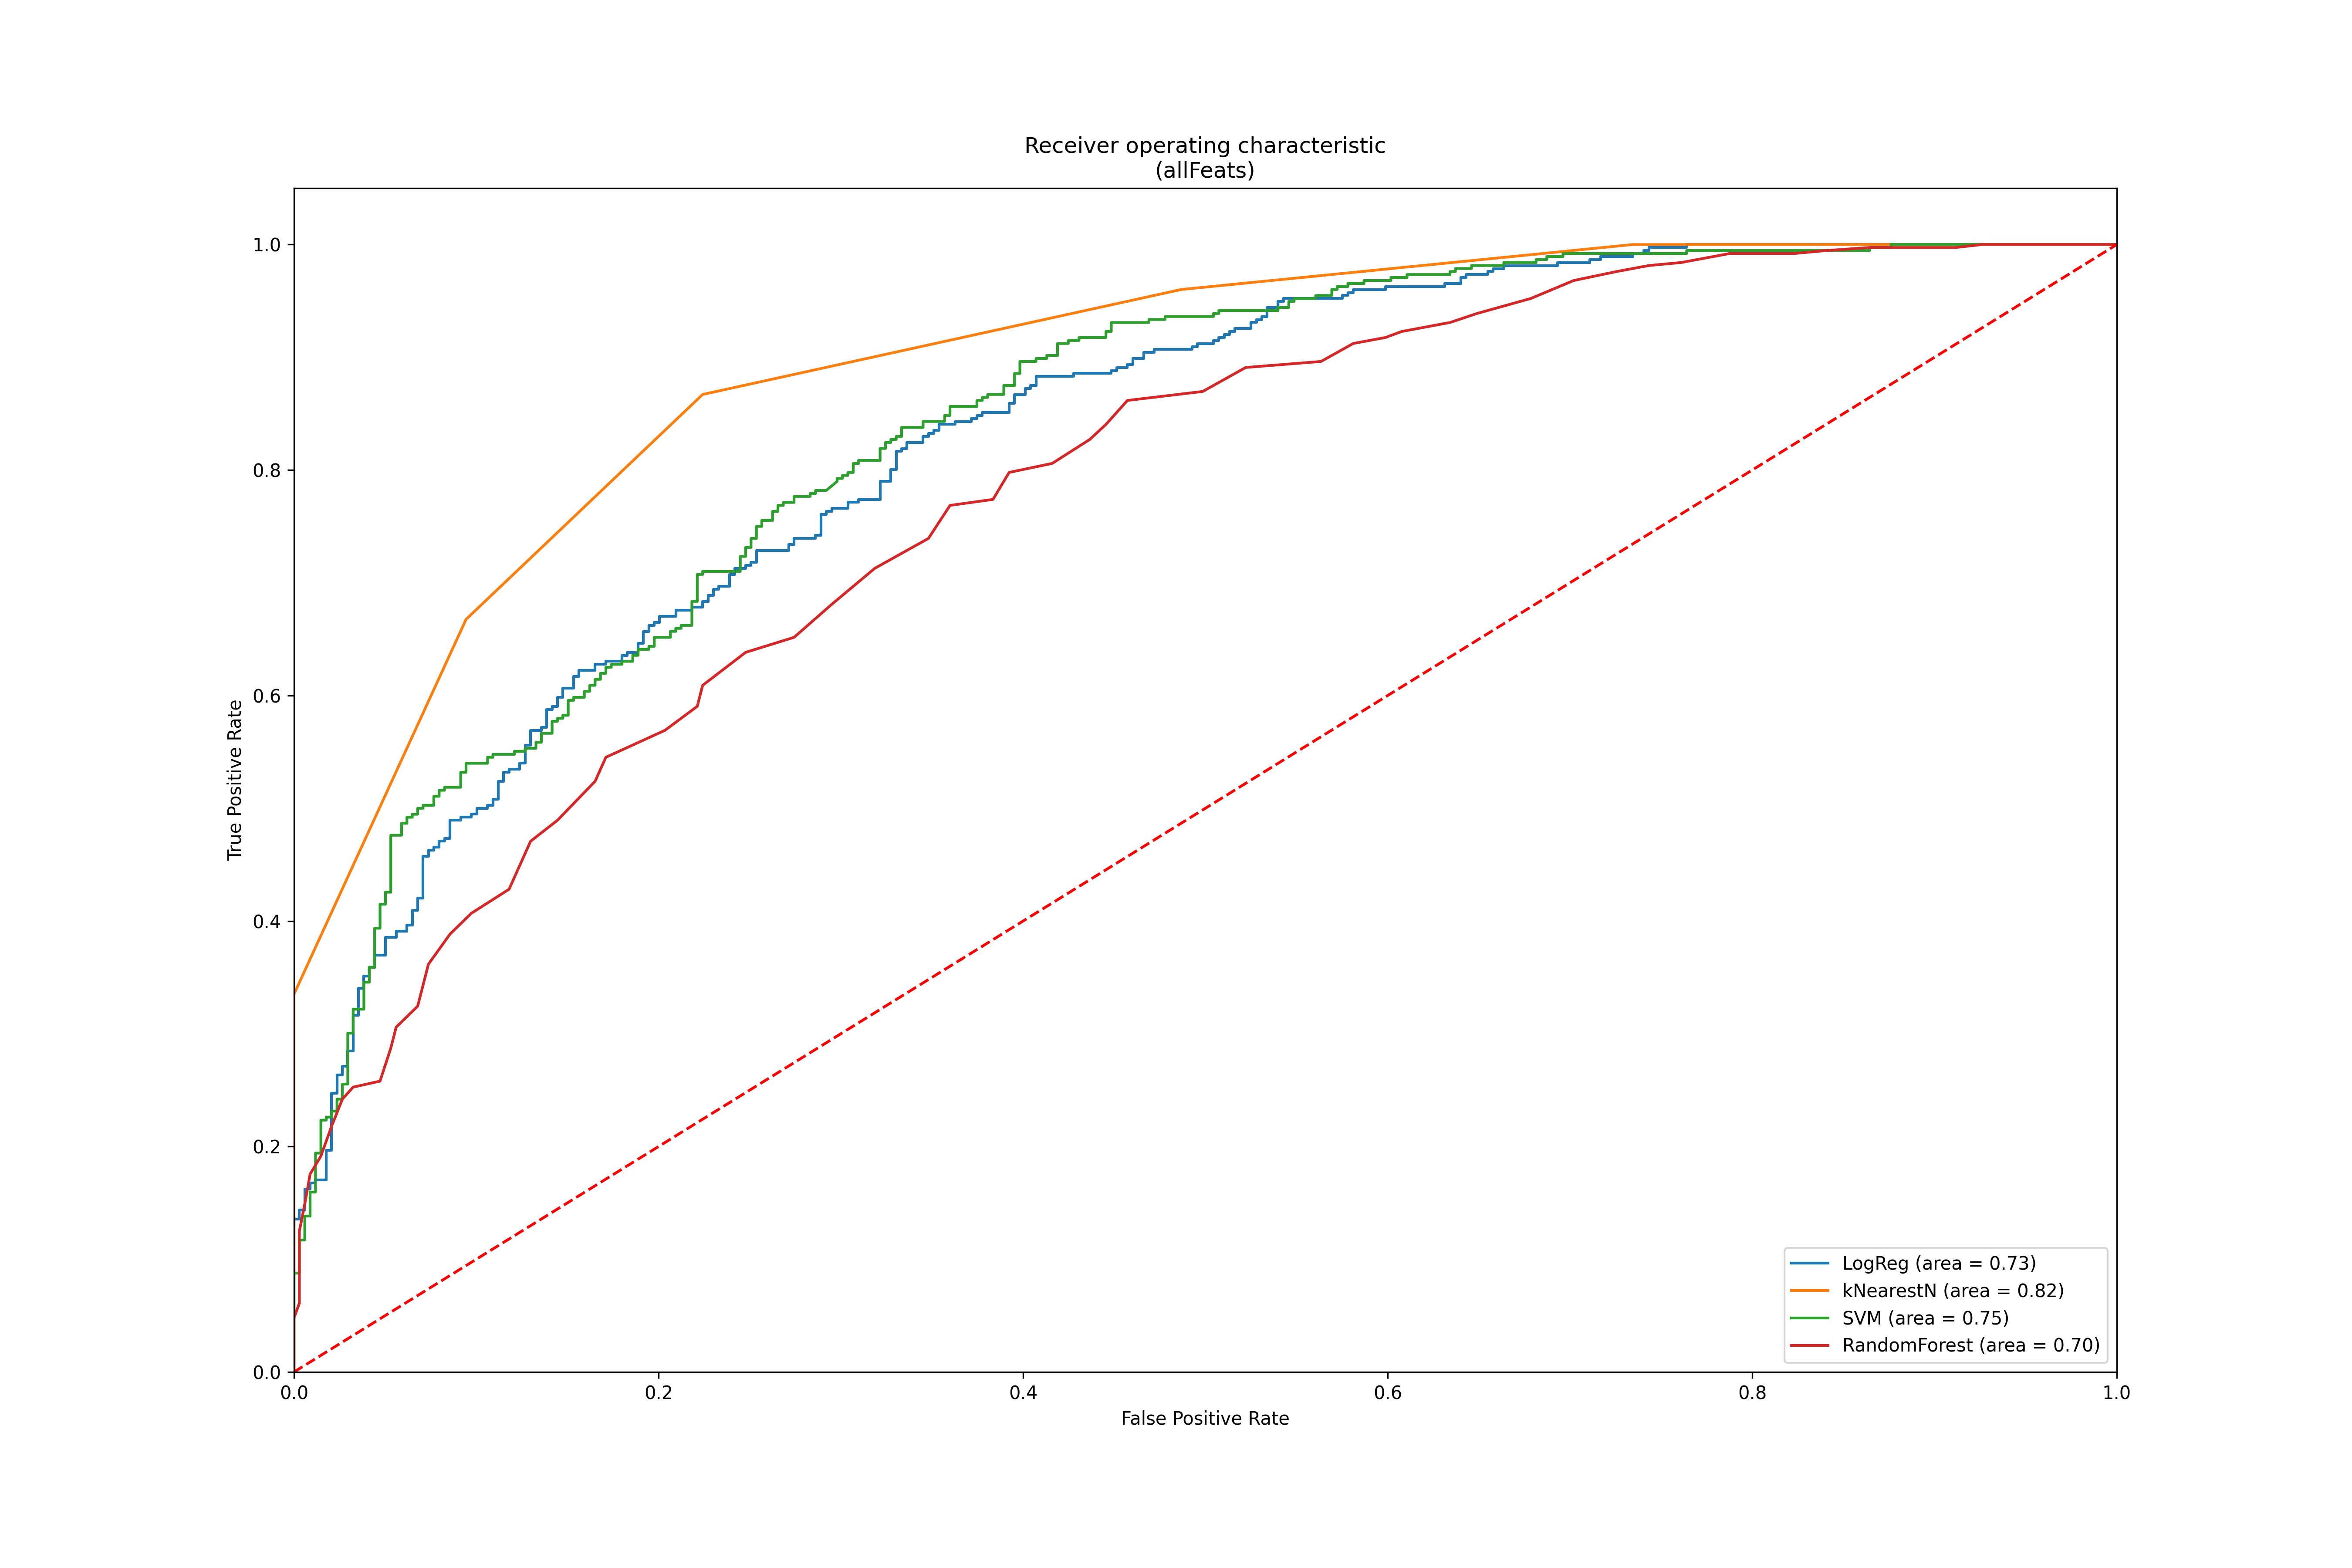 Receiver operating characteristic
(allFeats)
True Positive Rate
1.0
0.8
0.6
0.4
0.2
0.0
0.0 0.2 0.4 0.6 0.8 1.0
False Positive Rate
LogReg (area = 0.73)
kNearestN (area = 0.82)
SVM (area = 0.75)
RandomForest (area = 0.70)